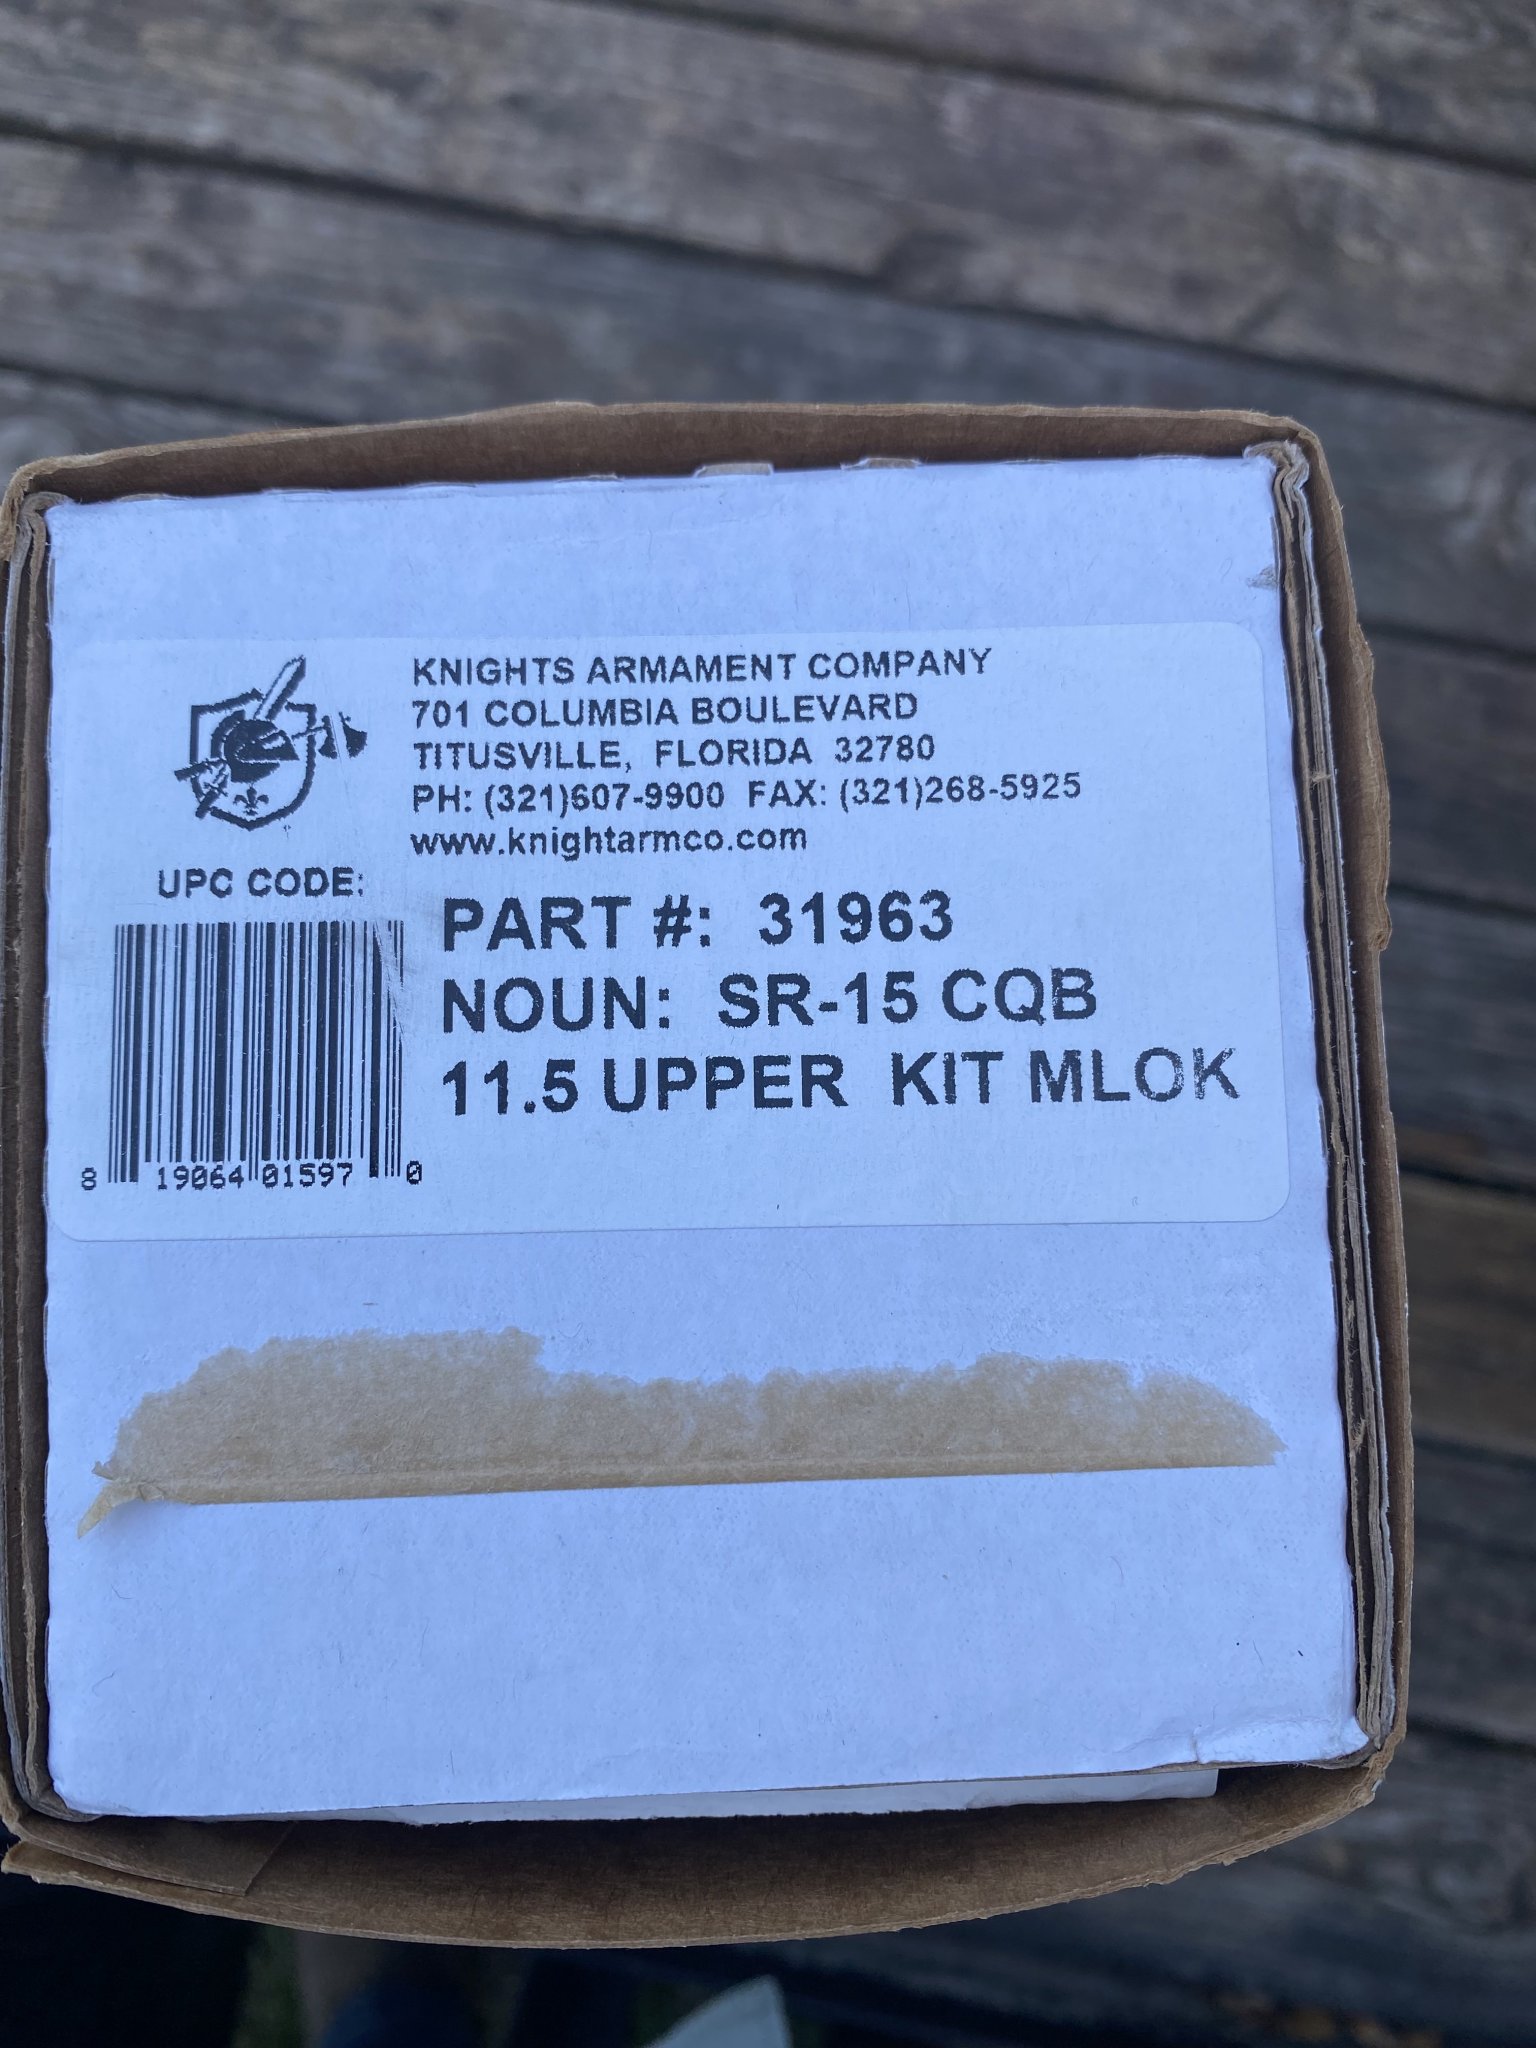 KNIGHTS ARMAMENT COMPANY
701 COLUMBIA BOULEVARD
TITUSVILLE, FLORIDA 32780
PH: (321)607-9900 FAX: (321)268-5925
www.knightarmco.com
UPC CODE:
PART #: 31963
NOUN: SR-15 CQB
11.5 UPPER KIT MLOK
8 19064 01597 0